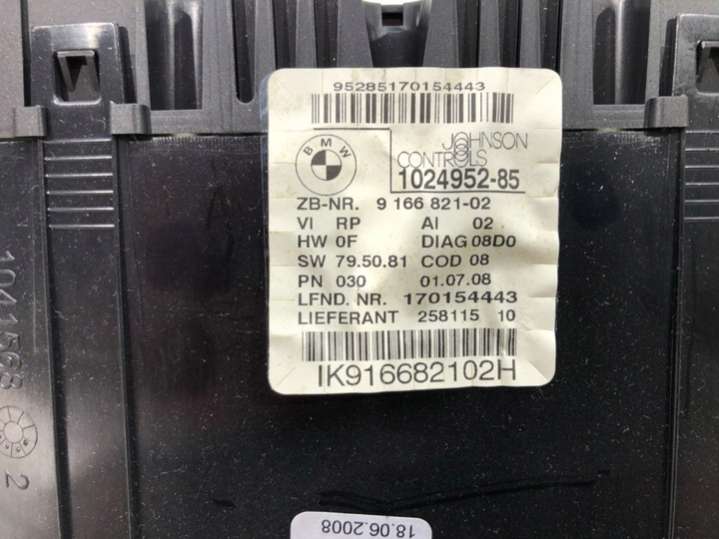 95285170154443
BMW
JOHNSON
CONTROLS
1024952-85
ZB-NR. 9 166 821-02
VI RP AI 02
HW 0F DIAG 08D0
SW 79.50.81 COD 08
PN 030 01.07.08
LFND. NR. 170154443
LIEFERANT 258115 10
IK916682102H
1041568
2
18.06.2008